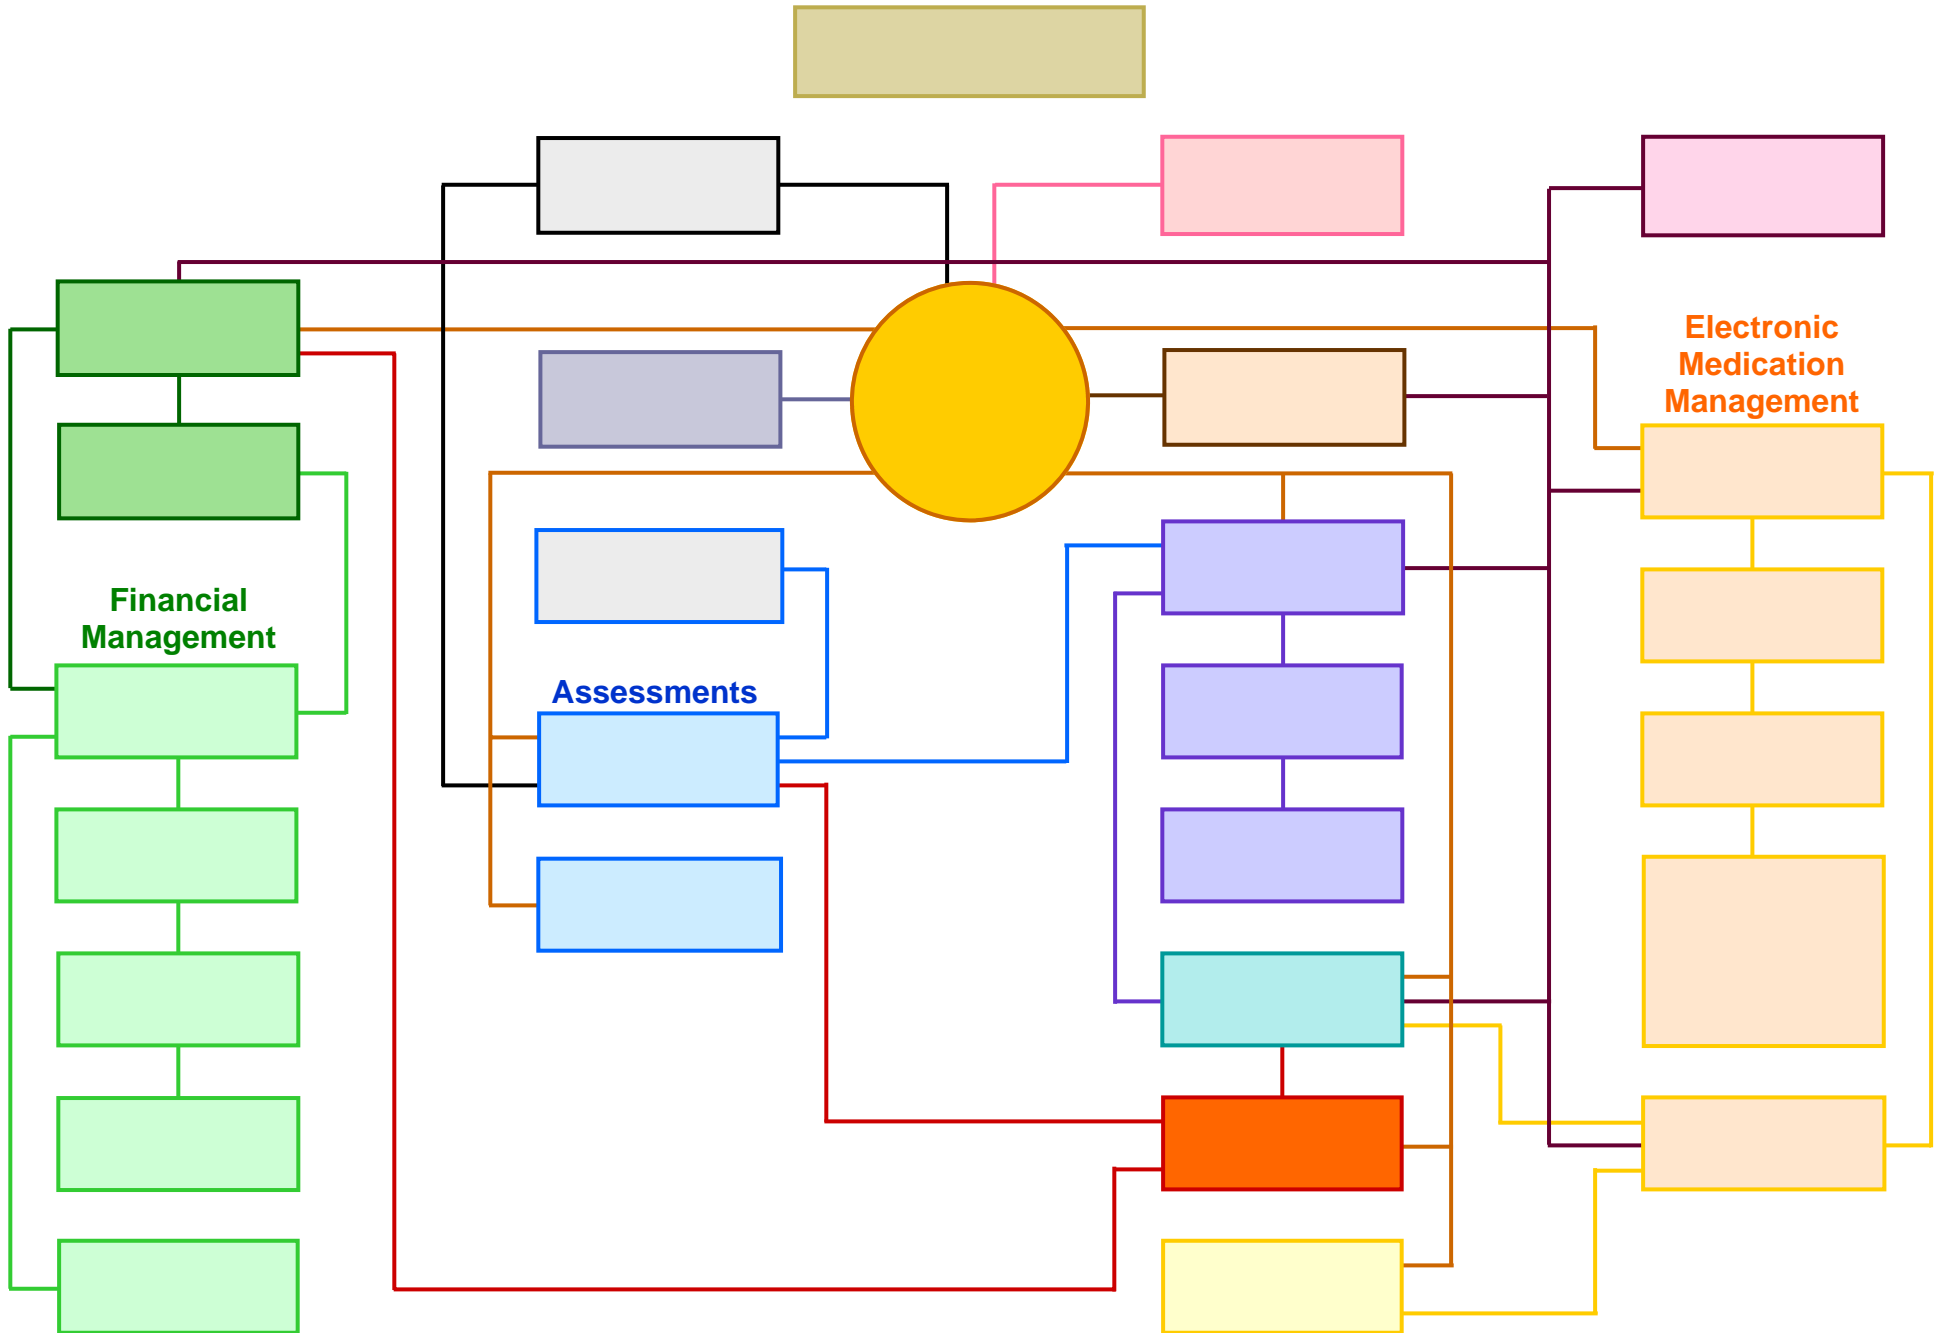 Electronic
Medication
Management
Financial
Management
Assessments